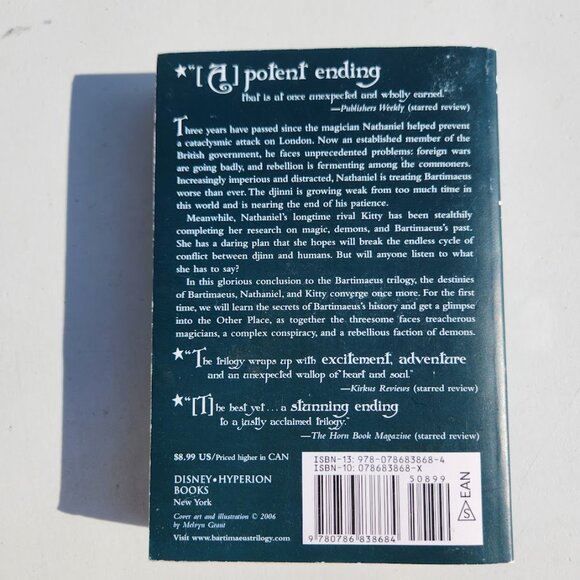 ★"[A] potent ending
that is at once unexpected and wholly earned."
—Publishers Weekly (starred review)
Three years have passed since the magician Nathaniel helped prevent
a cataclysmic attack on London. Now an established member of the
British government, he faces unprecedented problems: foreign wars
are going badly, and rebellion is fermenting among the commoners.
Increasingly imperious and distracted, Nathaniel is treating Bartimaeus
worse than ever. The djinni is growing weak from too much time in
this world and is nearing the end of his patience.
Meanwhile, Nathaniel's longtime rival Kitty has been stealthily
completing her research on magic, demons, and Bartimaeus's past.
She has a daring plan that she hopes will break the endless cycle of
conflict between djinn and humans. But will anyone listen to what
she has to say?
In this glorious conclusion to the Bartimaeus trilogy, the destinies
of Bartimaeus, Nathaniel, and Kitty converge once more. For the first
time, we will learn the secrets of Bartimaeus's history and get a glimpse
into the Other Place, as together the threesome faces treacherous
magicians, a complex conspiracy, and a rebellious faction of demons.
★"The trilogy wraps up with excitement, adventure
and an unexpected wallop of heart and soul."
—Kirkus Reviews (starred review)
★"[T]he best yet . . . a stunning ending
to a justly acclaimed trilogy."
—The Horn Book Magazine (starred review)
$8.99 US/Priced higher in CAN
DISNEY • HYPERION
BOOKS
New York
Cover art and illustration © 2006
by Melvyn Grant
Visit www.bartimaeustrilogy.com
ISBN-13: 978-078683868-4
ISBN-10: 078683868-X
50899
9 780786 838684
S EAN